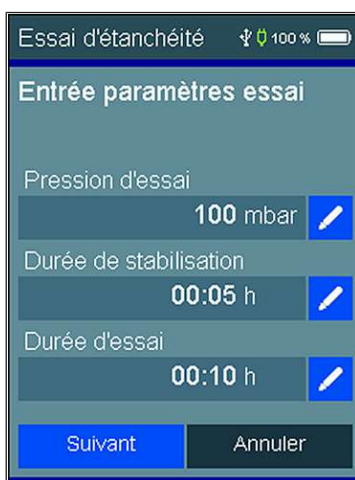 Essai d'étanchéité 100 %
Entrée paramètres essai
Pression d'essai
100 mbar
Durée de stabilisation
00:05 h
Durée d'essai
00:10 h
Suivant Annuler